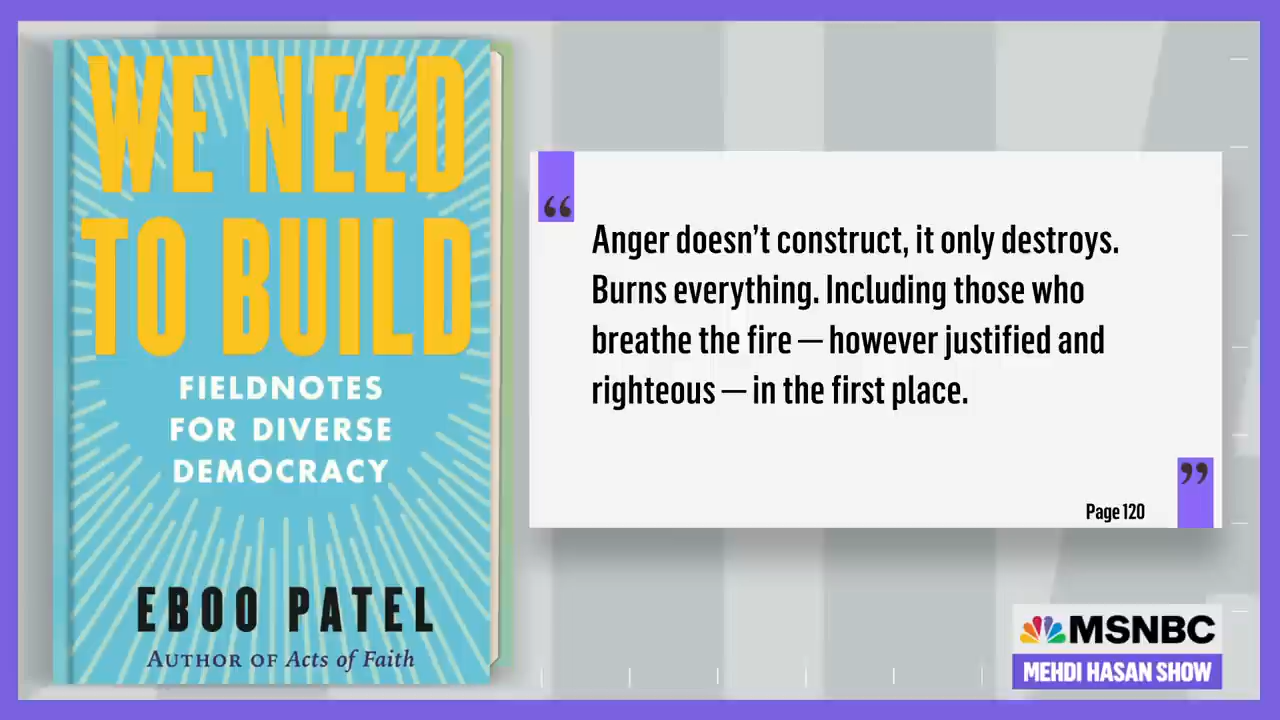 WE NEED
TO BUILD
FIELDNOTES
FOR DIVERSE
DEMOCRACY
EBOO PATEL
AUTHOR OF Acts of Faith
“
Anger doesn’t construct, it only destroys.
Burns everything. Including those who
breathe the fire — however justified and
righteous — in the first place.
”
Page 120
MSNBC
MEHDI HASAN SHOW